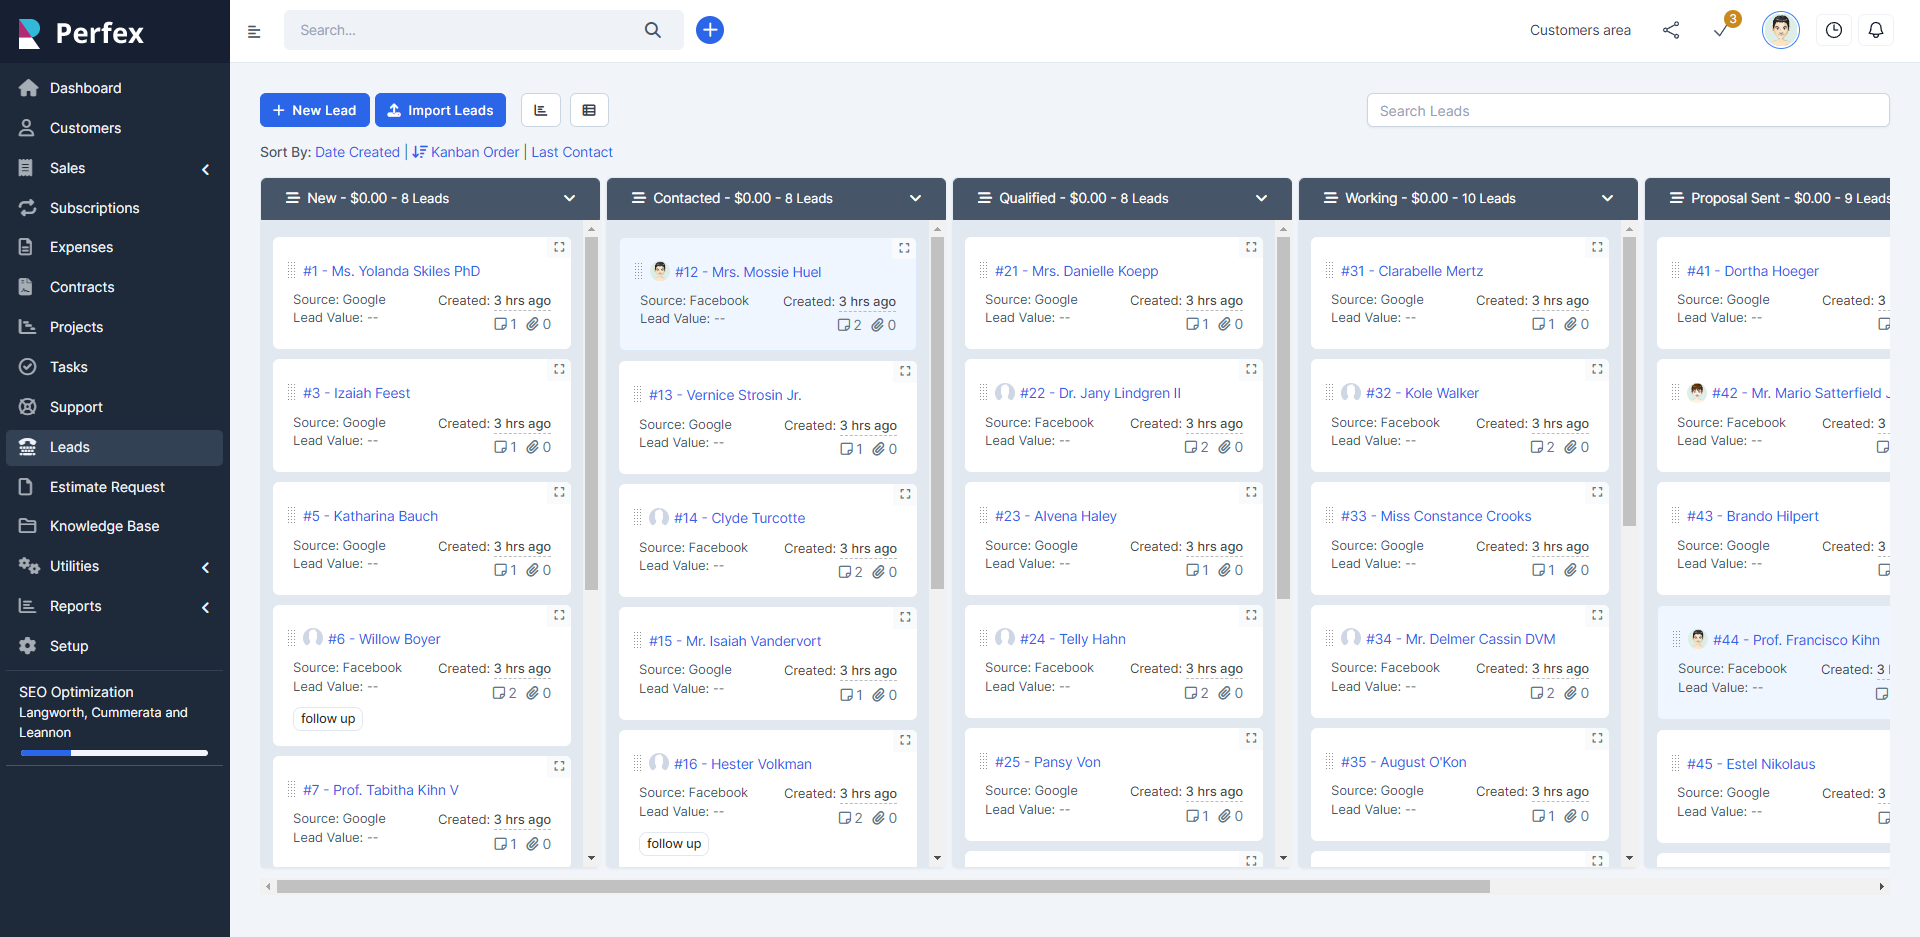 Perfex
Search...
Customers area
3
Dashboard
Customers
Sales
Subscriptions
Expenses
Contracts
Projects
Tasks
Support
Leads
Estimate Request
Knowledge Base
Utilities
Reports
Setup
SEO Optimization
Langworth, Cummerata and
Leannon
New Lead
Import Leads
Search Leads
Sort By: Date Created | Kanban Order | Last Contact
New - $0.00 - 8 Leads
#1 - Ms. Yolanda Skiles PhD
Source: Google Created: 3 hrs ago
Lead Value: --
1 0
#3 - Izaiah Feest
Source: Google Created: 3 hrs ago
Lead Value: --
1 0
#5 - Katharina Bauch
Source: Google Created: 3 hrs ago
Lead Value: --
1 0
#6 - Willow Boyer
Source: Facebook Created: 3 hrs ago
Lead Value: --
2 0
follow up
#7 - Prof. Tabitha Kihn V
Source: Google Created: 3 hrs ago
Lead Value: --
1 0
Contacted - $0.00 - 8 Leads
#12 - Mrs. Mossie Huel
Source: Facebook Created: 3 hrs ago
Lead Value: --
2 0
#13 - Vernice Strosin Jr.
Source: Google Created: 3 hrs ago
Lead Value: --
1 0
#14 - Clyde Turcotte
Source: Facebook Created: 3 hrs ago
Lead Value: --
2 0
#15 - Mr. Isaiah Vandervort
Source: Google Created: 3 hrs ago
Lead Value: --
1 0
#16 - Hester Volkman
Source: Facebook Created: 3 hrs ago
Lead Value: --
2 0
follow up
Qualified - $0.00 - 8 Leads
#21 - Mrs. Danielle Koepp
Source: Google Created: 3 hrs ago
Lead Value: --
1 0
#22 - Dr. Jany Lindgren II
Source: Facebook Created: 3 hrs ago
Lead Value: --
2 0
#23 - Alvena Haley
Source: Google Created: 3 hrs ago
Lead Value: --
1 0
#24 - Telly Hahn
Source: Facebook Created: 3 hrs ago
Lead Value: --
2 0
#25 - Pansy Von
Source: Google Created: 3 hrs ago
Lead Value: --
1 0
Working - $0.00 - 10 Leads
#31 - Clarabelle Mertz
Source: Google Created: 3 hrs ago
Lead Value: --
1 0
#32 - Kole Walker
Source: Facebook Created: 3 hrs ago
Lead Value: --
2 0
#33 - Miss Constance Crooks
Source: Google Created: 3 hrs ago
Lead Value: --
1 0
#34 - Mr. Delmer Cassin DVM
Source: Facebook Created: 3 hrs ago
Lead Value: --
2 0
#35 - August O'Kon
Source: Google Created: 3 hrs ago
Lead Value: --
1 0
Proposal Sent - $0.00 - 9 Leads
#41 - Dortha Hoeger
Source: Google Created: 3
Lead Value: --
#42 - Mr. Mario Satterfield
Source: Facebook Created: 3
Lead Value: --
#43 - Brando Hilpert
Source: Google Created: 3
Lead Value: --
#44 - Prof. Francisco Kihn
Source: Facebook Created: 3
Lead Value: --
#45 - Estel Nikolaus
Source: Google Created: 3
Lead Value: --